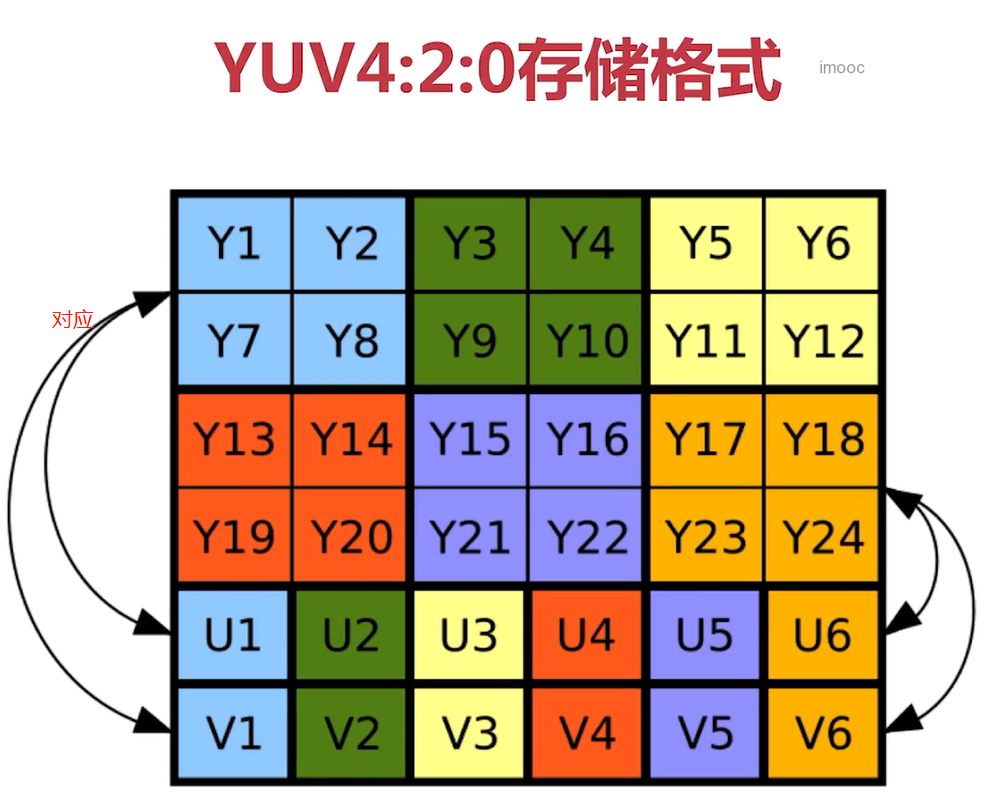 YUV4:2:0存储格式
imooc
Y1 Y2 Y3 Y4 Y5 Y6
对应
Y7 Y8 Y9 Y10 Y11 Y12
Y13 Y14 Y15 Y16 Y17 Y18
Y19 Y20 Y21 Y22 Y23 Y24
U1 U2 U3 U4 U5 U6
V1 V2 V3 V4 V5 V6